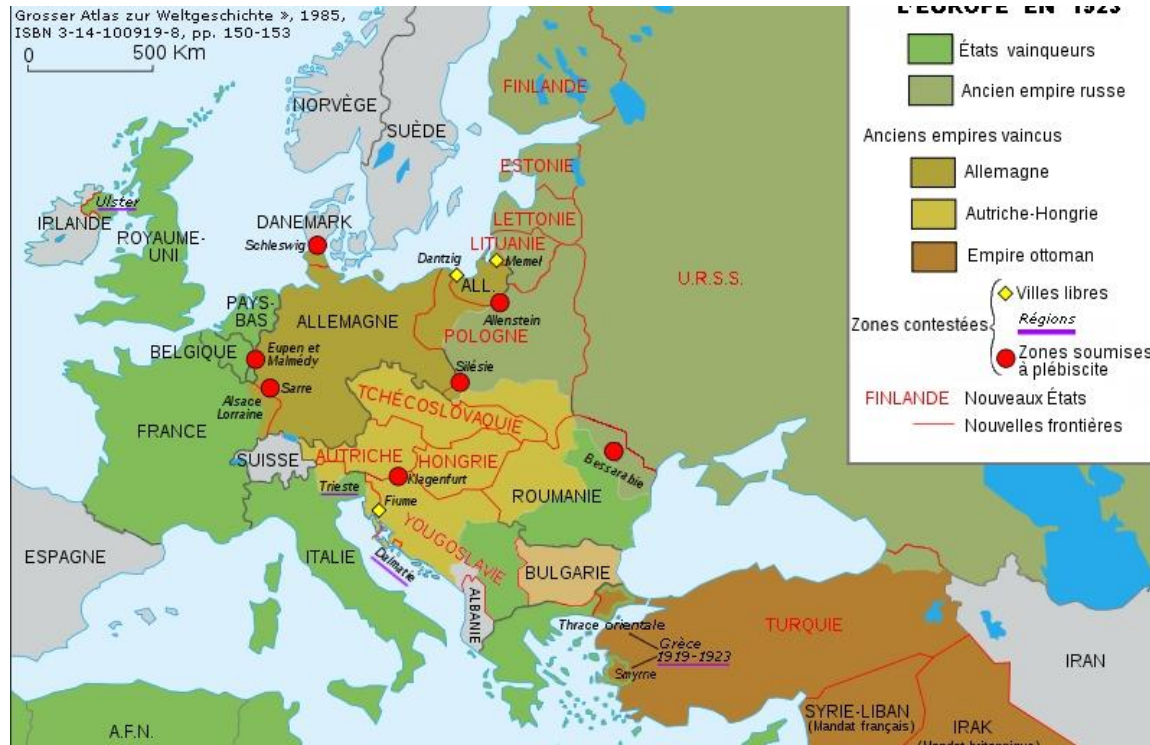 Grosser Atlas zur Weltgeschichte », 1985,
ISBN 3-14-100919-8, pp. 150-153
0 500 Km
L'EUROPE EN 1923
États vainqueurs
Ancien empire russe
Anciens empires vaincus
Allemagne
Autriche-Hongrie
Empire ottoman
Zones contestées
Villes libres
Régions
Zones soumises
à plébiscite
FINLANDE Nouveaux États
Nouvelles frontières
NORVÈGE
SUÈDE
FINLANDE
ESTONIE
LETTONIE
LITUANIE
Memel
Dantzig
ALL.
Allenstein
U.R.S.S.
Ulster
IRLANDE
ROYAUME-
UNI
DANEMARK
Schleswig
PAYS-
BAS
BELGIQUE
ALLEMAGNE
POLOGNE
Eupen et
Malmédy
Sarre
Silésie
Alsace
Lorraine
FRANCE
TCHÉCOSLOVAQUIE
SUISSE
AUTRICHE
HONGRIE
Klagenfurt
Bessarabie
Trieste
Fiume
ROUMANIE
YOUGOSLAVIE
ESPAGNE
ITALIE
Dalmatie
BULGARIE
ALBANIE
Thrace orientale
Grèce
1919-1923
Smyrne
TURQUIE
IRAN
SYRIE-LIBAN
(Mandat français)
IRAK
(Mandat britannique)
A.F.N.